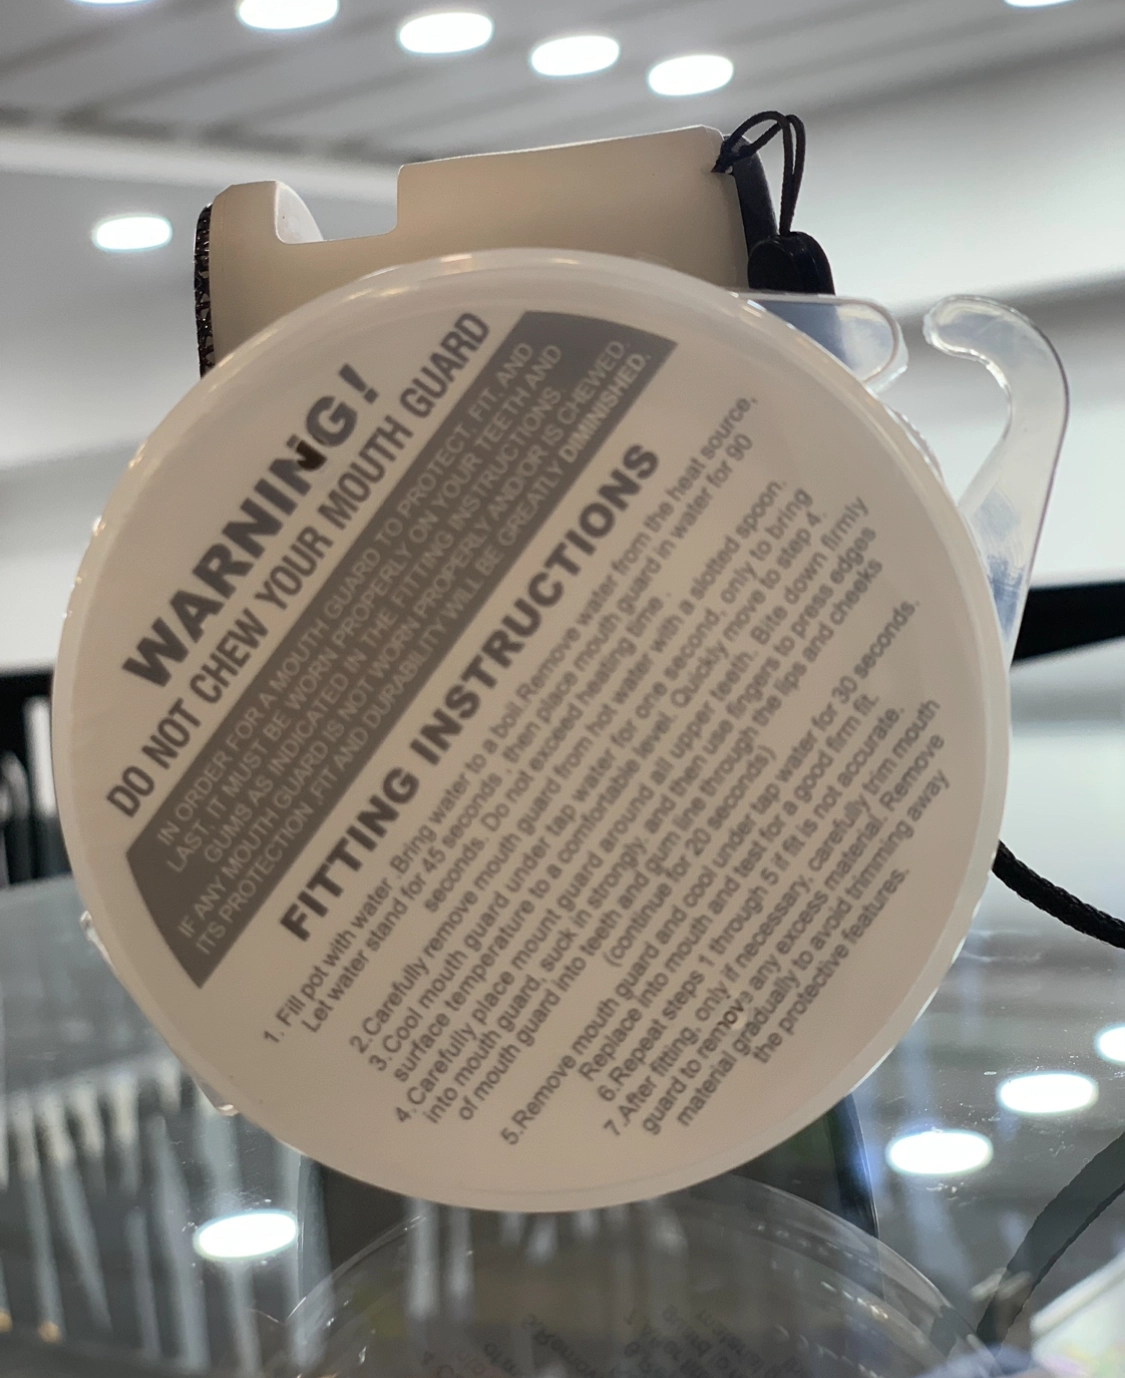 WARNING!
DO NOT CHEW YOUR MOUTH GUARD
IN ORDER FOR A MOUTH GUARD TO PROTECT, FIT, AND
LAST, IT MUST BE WORN PROPERLY ON YOUR TEETH AND
GUMS AS INDICATED IN THE FITTING INSTRUCTIONS.
IF ANY MOUTH GUARD IS NOT WORN PROPERLY AND/OR IS CHEWED,
ITS PROTECTION ,FIT AND DURABILITY WILL BE GREATLY DIMINISHED.
FITTING INSTRUCTIONS
1. Fill pot with water. Bring water to a boil.Remove water from the heat source,
Let water stand for 45 seconds , then place mouth guard in water for 90
seconds. Do not exceed heating time .
2.Carefully remove mouth guard from hot water with a slotted spoon.
3.Cool mouth guard under tap water for one second, only to bring
surface temperature to a comfortable level. Quickly move to step 4.
4.Carefully place mount guard around all upper teeth. Bite down firmly
into mouth guard, suck in strongly, and then use fingers to press edges
of mouth guard into teeth and gum line through the lips and cheeks
(continue for 20 seconds)
5.Remove mouth guard and cool under tap water for 30 seconds.
Replace into mouth and test for a good firm fit.
6.Repeat steps 1 through 5 if fit is not accurate.
7.After fitting, only if necessary, carefully trim mouth
guard to remove any excess material. Remove
material gradually to avoid trimming away
the protective features.